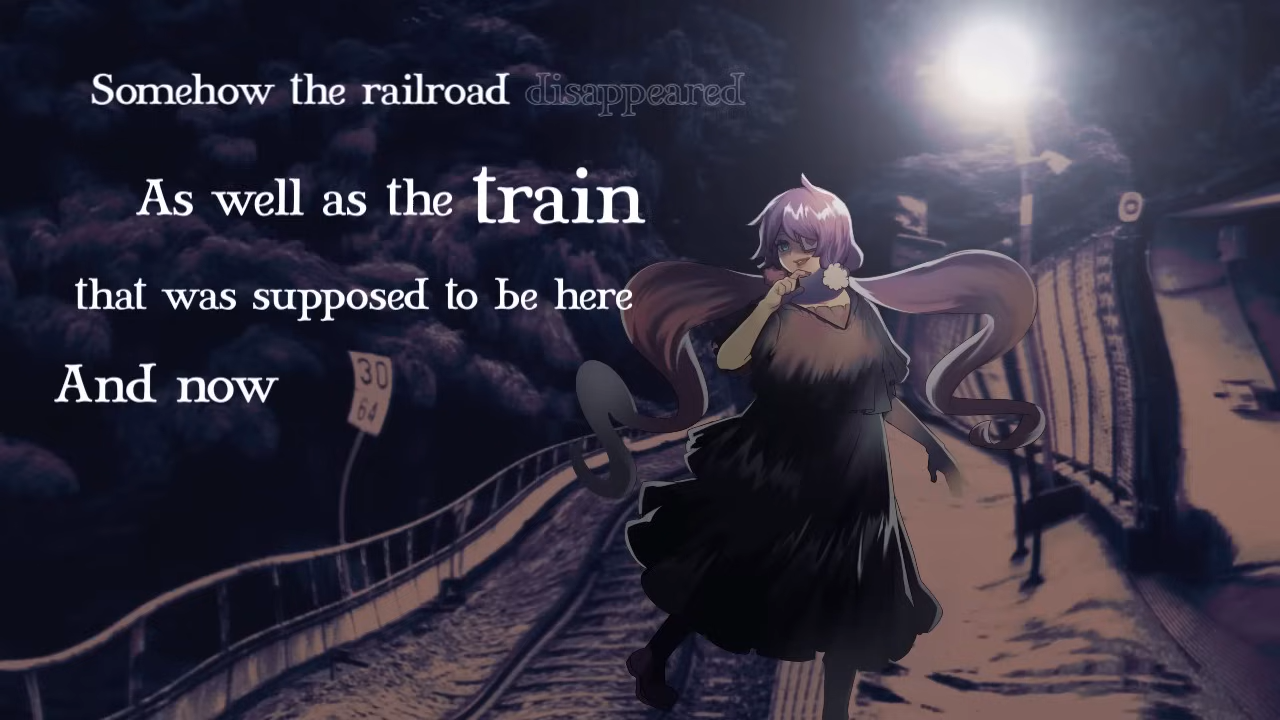 Somehow the railroad disappeared
As well as the train
that was supposed to be here
And now
30
64